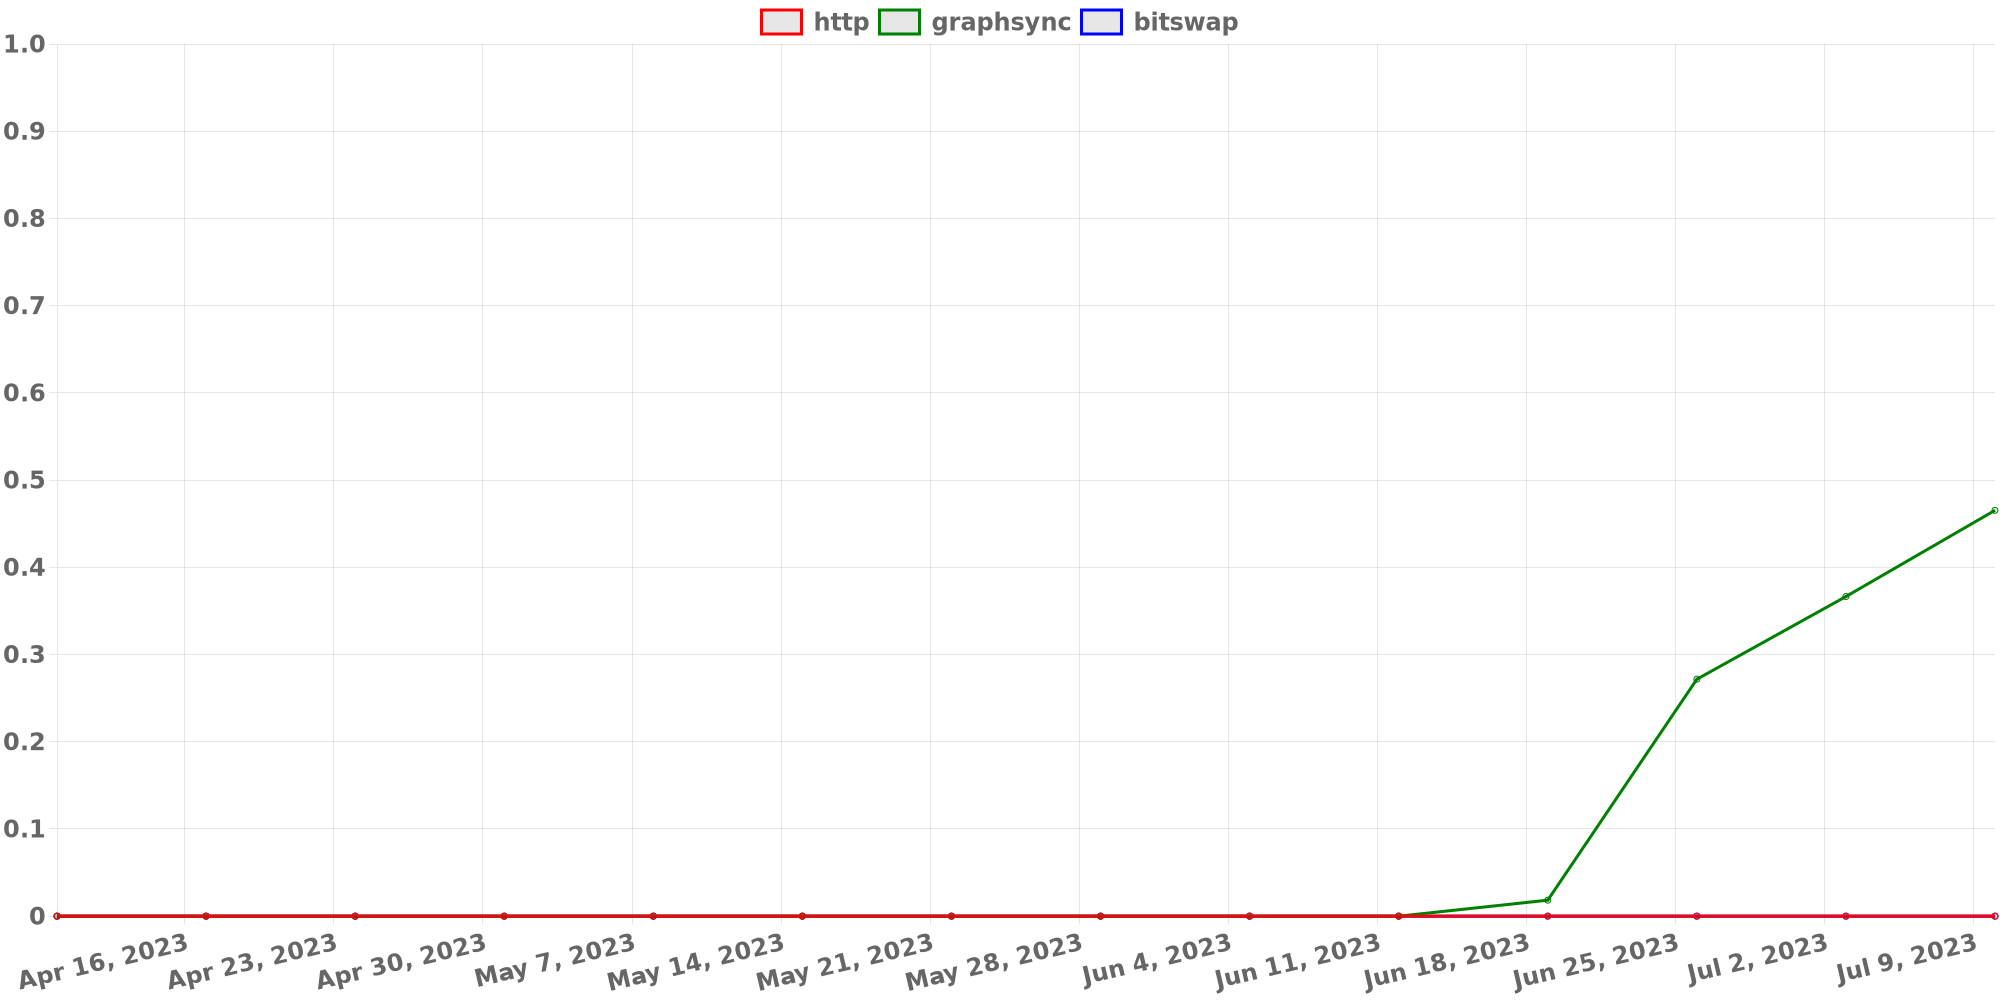 http graphsync bitswap
1.0
0.9
0.8
0.7
0.6
0.5
0.4
0.3
0.2
0.1
0
Apr 16, 2023
Apr 23, 2023
Apr 30, 2023
May 7, 2023
May 14, 2023
May 21, 2023
May 28, 2023
Jun 4, 2023
Jun 11, 2023
Jun 18, 2023
Jun 25, 2023
Jul 2, 2023
Jul 9, 2023